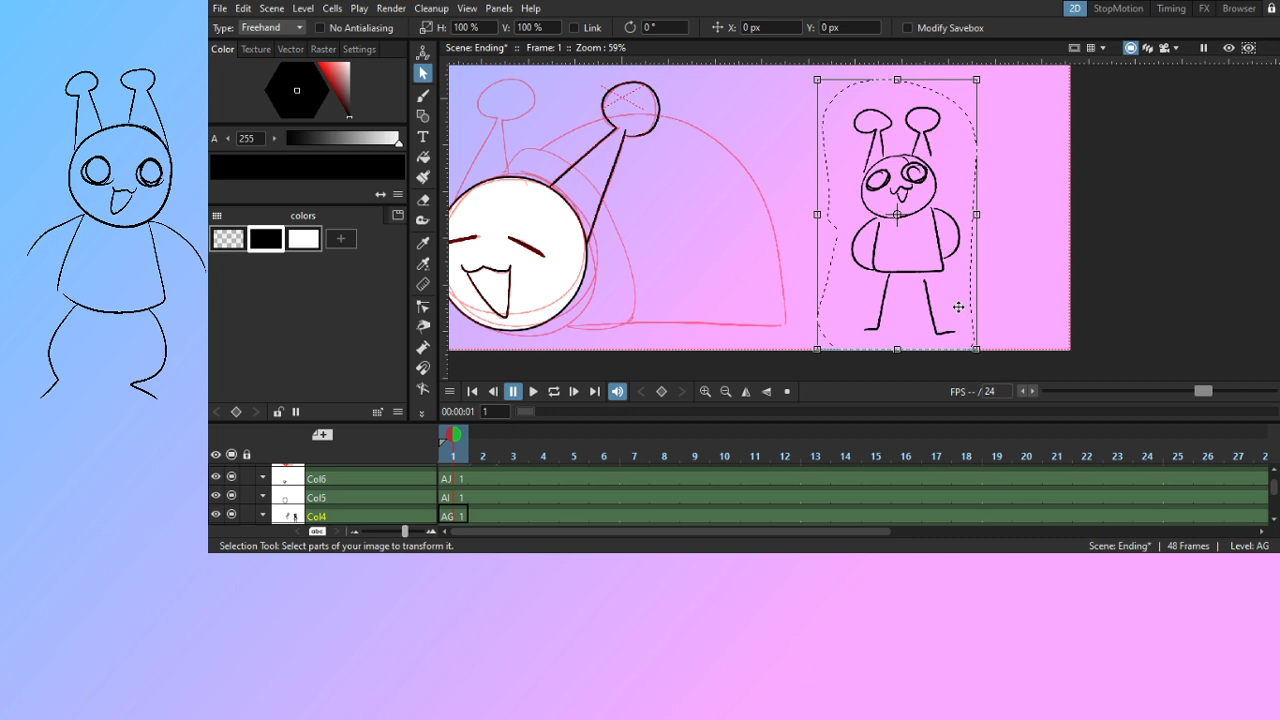 File Edit Scene Level Cells Play Render Cleanup View Panels Help 2D StopMotion Timing FX Browser
Type: Freehand No Antialiasing H: 100 % V: 100 % Link 0 ° X: 0 px Y: 0 px Modify Savebox
Color Texture Vector Raster Settings
Scene: Ending* :: Frame: 1 :: Zoom : 59%
A 255
colors
FPS -- / 24
00:00:01 1
1 2 3 4 5 6 7 8 9 10 11 12 13 14 15 16 17 18 19 20 21 22 23 24 25 26 27 2
Col6 AJ 1
Col5 AI 1
Col4 AG 1
abc
Selection Tool: Select parts of your image to transform it. Scene: Ending* 48 Frames Level: AG